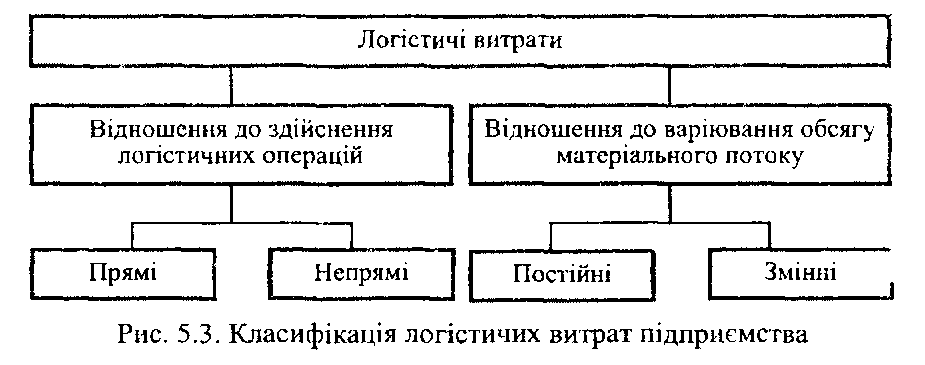 Логістичі витрати
Відношення до здійснення
логістичних операцій
Відношення до варіювання обсягу
матеріального потоку
Прямі
Непрямі
Постійні
Змінні
Рис. 5.3. Класифікація логістичих витрат підприємства